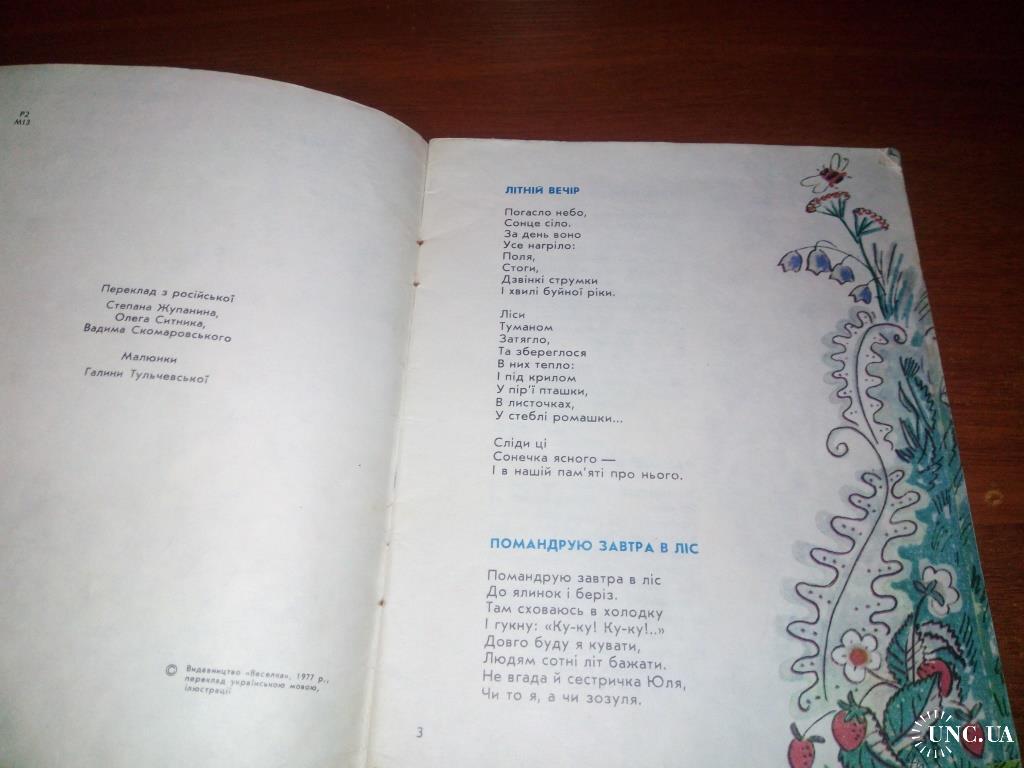 Р2
М13
Переклад з російської
Степана Жупанина,
Олега Ситника,
Вадима Скомаровського
Малюнки
Галини Тульчевської
© Видавництво «Веселка», 1977 р.,
переклад українською мовою,
ілюстрації
ЛІТНІЙ ВЕЧІР
Погасло небо,
Сонце сіло.
За день воно
Усе нагріло:
Поля,
Стоги,
Дзвінкі струмки
І хвилі буйної ріки.
Ліси
Туманом
Затягло,
Та збереглося
В них тепло:
І під крилом
У пір'ї пташки,
В листочках,
У стеблі ромашки...
Сліди ці
Сонечка ясного —
І в нашій пам'яті про нього.
ПОМАНДРУЮ ЗАВТРА В ЛІС
Помандрую завтра в ліс
До ялинок і беріз.
Там сховаюсь в холодку
І гукну: «Ку-ку! Ку-ку!..»
Довго буду я кувати,
Людям сотні літ бажати.
Не вгада й сестричка Юля,
Чи то я, а чи зозуля.
3
UNC.UA